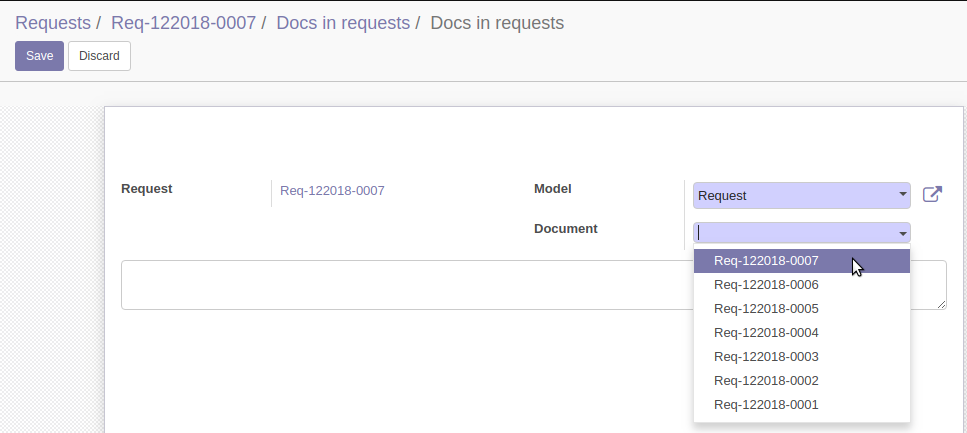 Requests / Req-122018-0007 / Docs in requests / Docs in requests
Save Discard
Request Req-122018-0007 Model Request
Document
Req-122018-0007
Req-122018-0006
Req-122018-0005
Req-122018-0004
Req-122018-0003
Req-122018-0002
Req-122018-0001